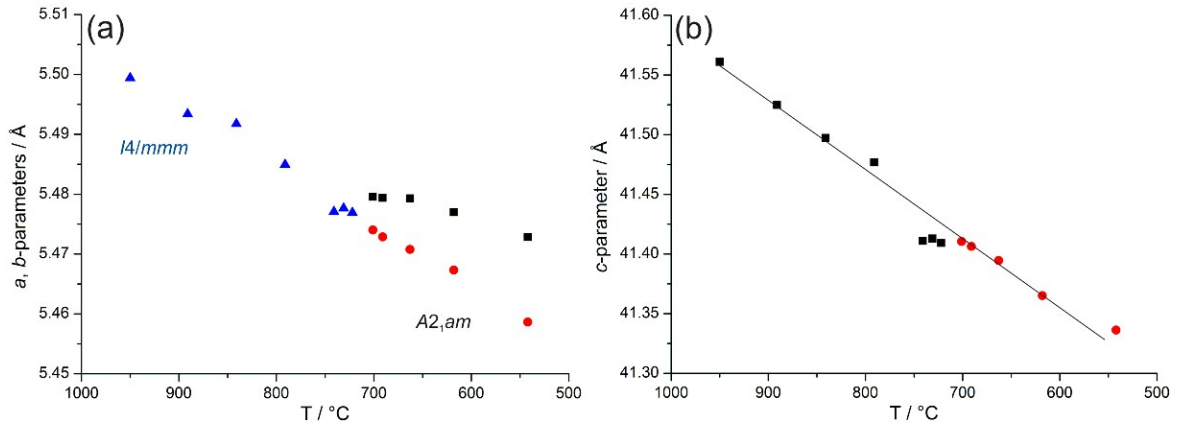 (a)
5.51
5.50
5.49
5.48
5.47
5.46
5.45
a, b-parameters / Å
I4/mmm
A2₁am
1000 900 800 700 600 500
T / °C
(b)
41.60
41.55
41.50
41.45
41.40
41.35
41.30
c-parameter / Å
1000 900 800 700 600 500
T / °C